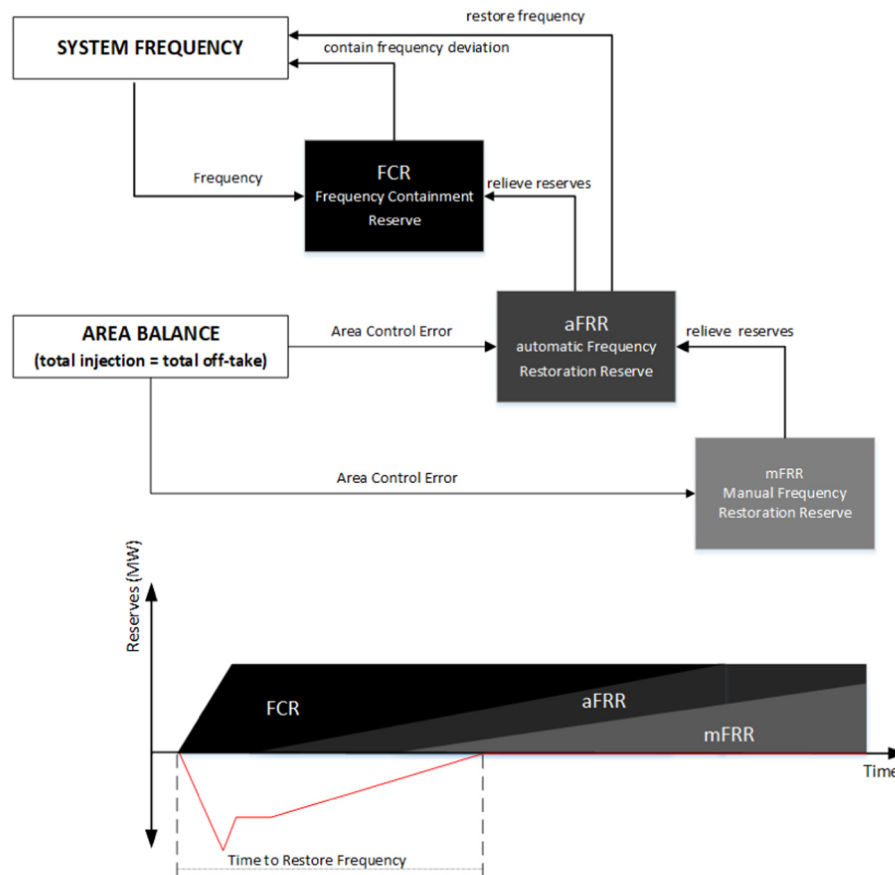 restore frequency
SYSTEM FREQUENCY
contain frequency deviation
FCR
Frequency Containment
Reserve
Frequency
relieve reserves
aFRR
automatic Frequency
Restoration Reserve
AREA BALANCE
(total injection = total off-take)
Area Control Error
relieve reserves
mFRR
Manual Frequency
Restoration Reserve
Area Control Error
Reserves (MW)
FCR
aFRR
mFRR
Time
Time to Restore Frequency